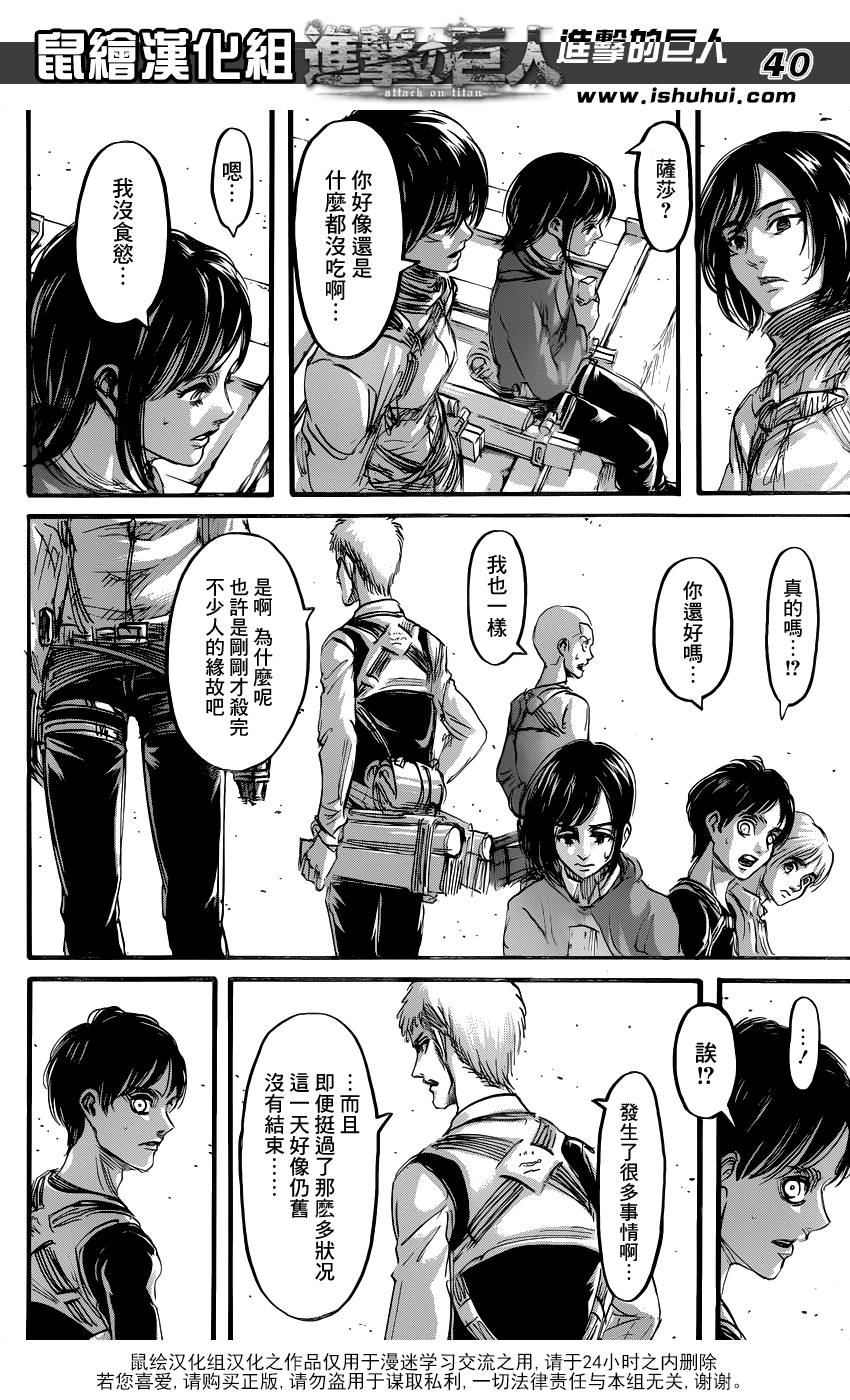 鼠繪漢化組
進撃の巨人
attack on titan
進擊的巨人
40
www.ishuhui.com
薩莎?
你好像還是
什麼都沒吃啊…
嗯…
我沒食慾…
真的嗎…!?
你還好嗎…
我也一樣
是啊 為什麼呢
也許是剛剛才殺完
不少人的緣故吧
…!
誒!?
發生了很多事情啊…
…而且
即便挺過了那麼多狀況
這一天好像仍舊
沒有結束……
鼠绘汉化组汉化之作品仅用于漫迷学习交流之用, 请于24小时之内删除
若您喜爱, 请购买正版, 请勿盗用于谋取私利, 一切法律责任与本组无关, 谢谢。